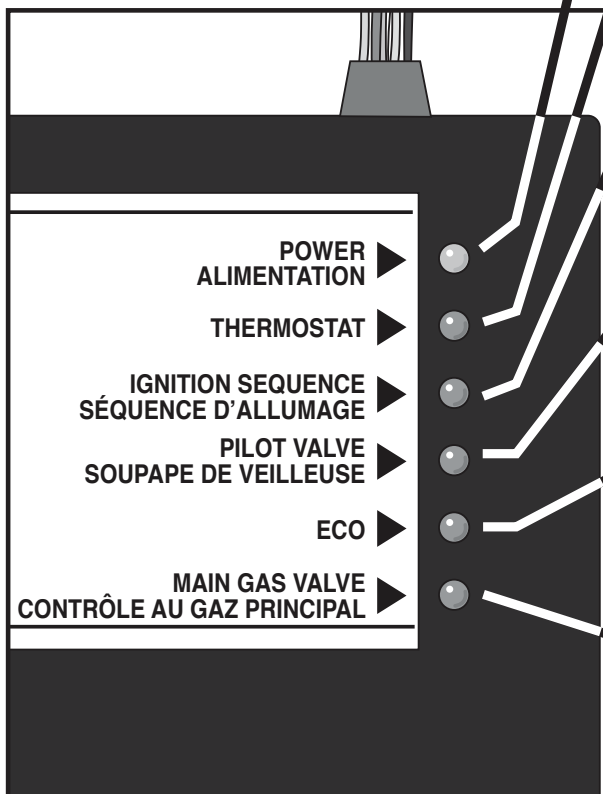 POWER
ALIMENTATION
THERMOSTAT
IGNITION SEQUENCE
SÉQUENCE D'ALLUMAGE
PILOT VALVE
SOUPAPE DE VEILLEUSE
ECO
MAIN GAS VALVE
CONTRÔLE AU GAZ PRINCIPAL